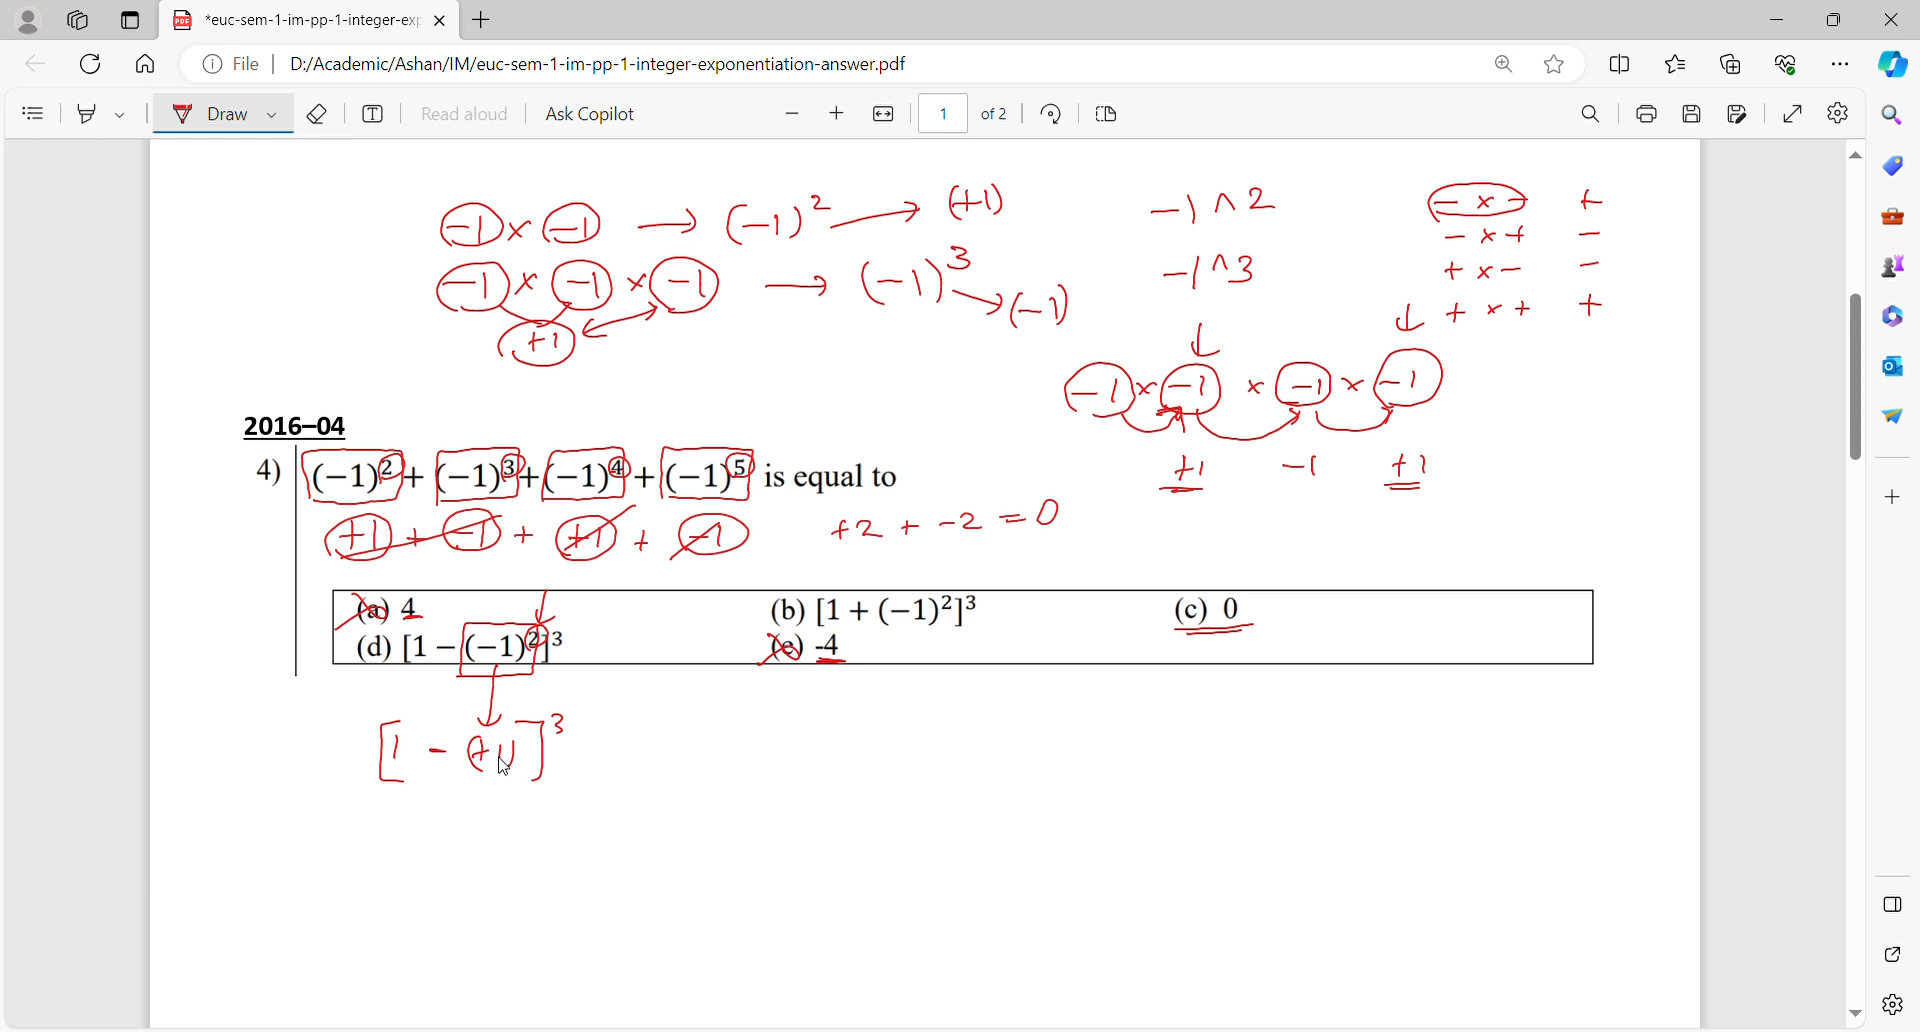 *euc-sem-1-im-pp-1-integer-exp
File | D:/Academic/Ashan/IM/euc-sem-1-im-pp-1-integer-exponentiation-answer.pdf
Draw Read aloud Ask Copilot 1 of 2
-1 × -1 → (-1)² → (+1) -1 ^ 2 - × - +
- × + -
-1 × -1 × -1 → (-1)³ → (-1) -1 ^ 3 + × - -
+ × + +
+1
-1 × -1 × -1 × -1
2016–04
4) (−1)² + (−1)³ + (−1)⁴ + (−1)⁵ is equal to +1 -1 +1
+1 + -1 + +1 + -1 +2 + -2 = 0
(a) 4 (b) [1 + (−1)²]³ (c) 0
(d) [1 − (−1)²]³ (e) -4
[1 - (+1)]³